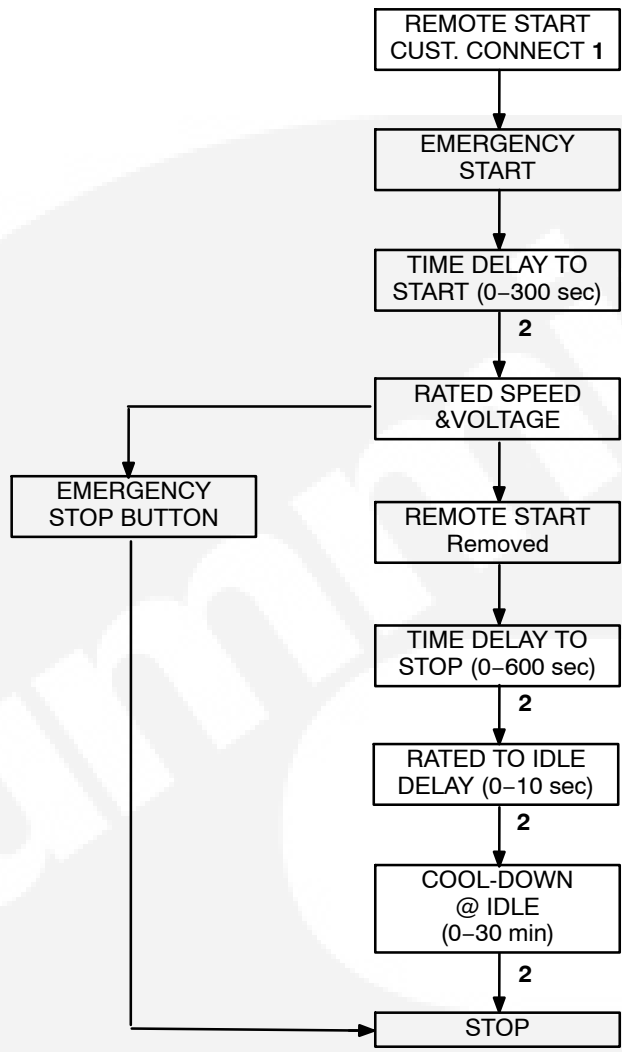 REMOTE START
CUST. CONNECT 1
EMERGENCY
START
TIME DELAY TO
START (0−300 sec)
2
RATED SPEED
&VOLTAGE
EMERGENCY
STOP BUTTON
REMOTE START
Removed
TIME DELAY TO
STOP (0−600 sec)
2
RATED TO IDLE
DELAY (0−10 sec)
2
COOL-DOWN
@ IDLE
(0−30 min)
2
STOP